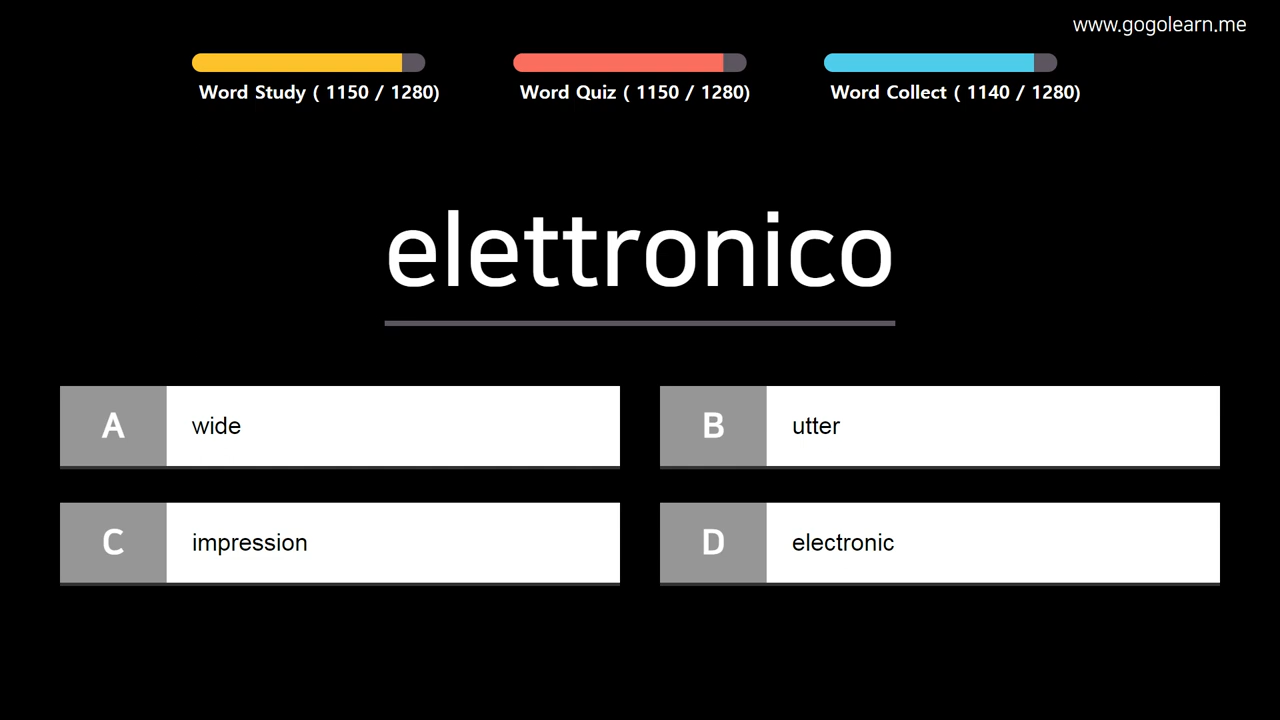 www.gogolearn.me
Word Study ( 1150 / 1280)
Word Quiz ( 1150 / 1280)
Word Collect ( 1140 / 1280)
elettronico
A wide
B utter
C impression
D electronic